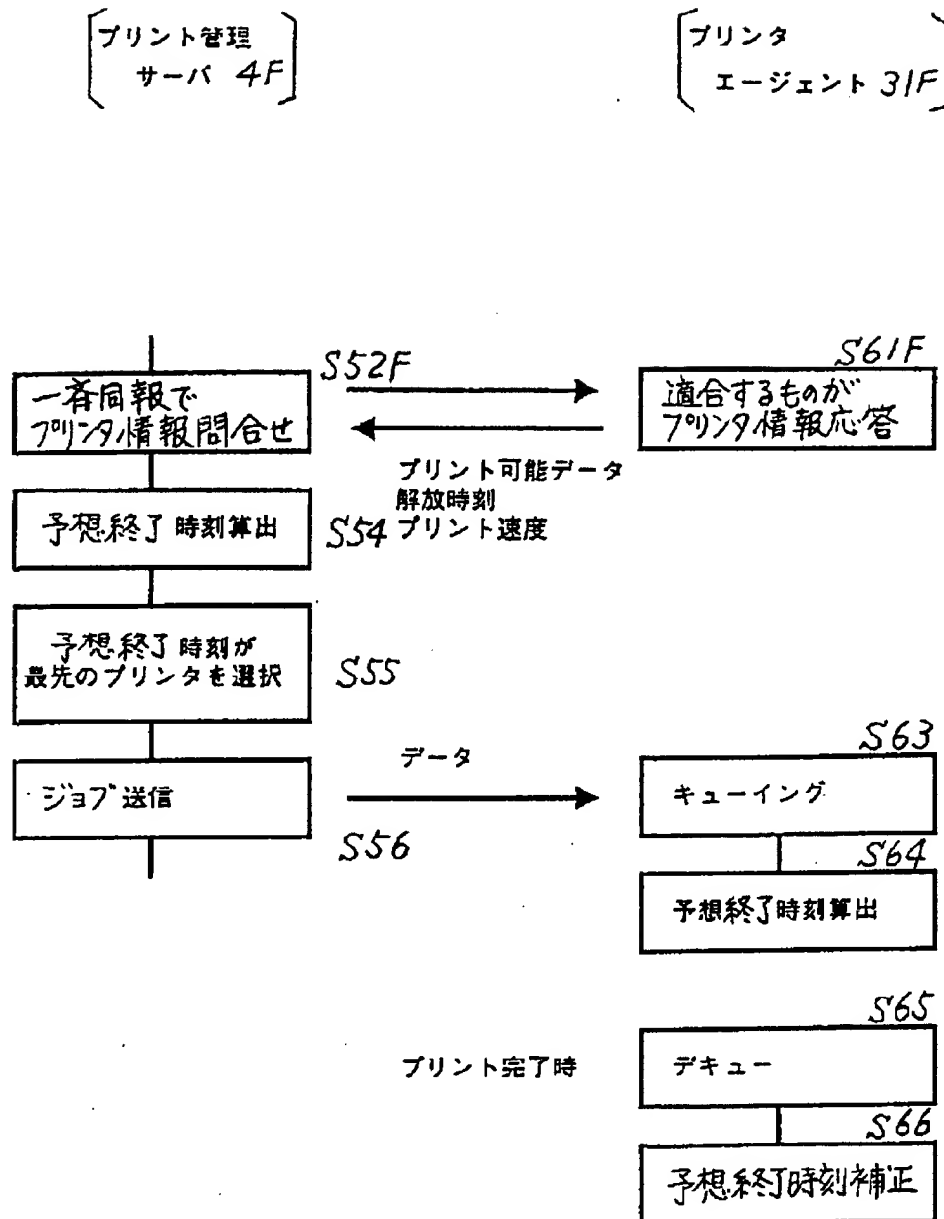 プリント管理
サーバ 4F
プリンタ
エージェント 31F
S52F
S61F
一斉同報で
プリンタ情報問合せ
適合するものが
プリンタ情報応答
プリント可能データ
解放時刻
プリント速度
予想終了時刻算出
S54
予想終了時刻が
最先のプリンタを選択
S55
データ
S63
ジョブ送信
キューイング
S56
S64
予想終了時刻算出
S65
プリント完了時
デキュー
S66
予想終了時刻補正